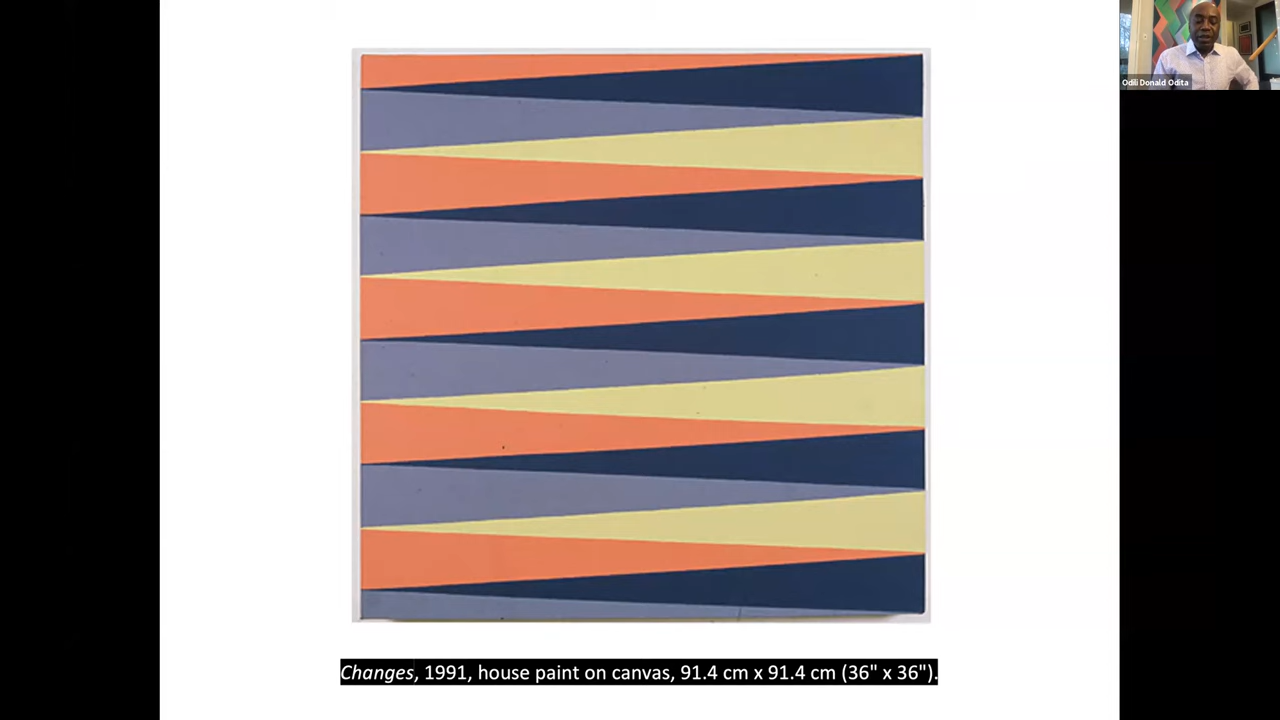 Odili Donald Odita
Changes, 1991, house paint on canvas, 91.4 cm x 91.4 cm (36" x 36").